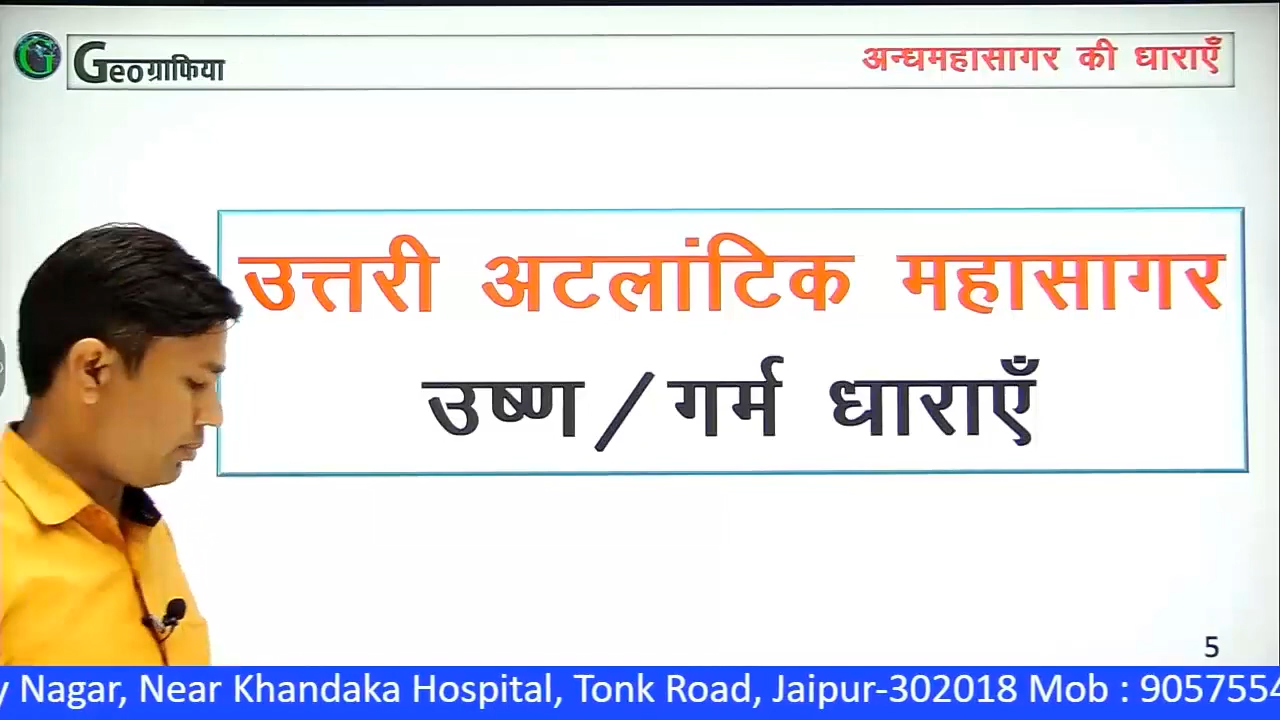 Geoग्राफिया
अन्धमहासागर की धाराएँ
उत्तरी अटलांटिक महासागर
उष्ण/गर्म धाराएँ
5
Nagar, Near Khandaka Hospital, Tonk Road, Jaipur-302018 Mob :